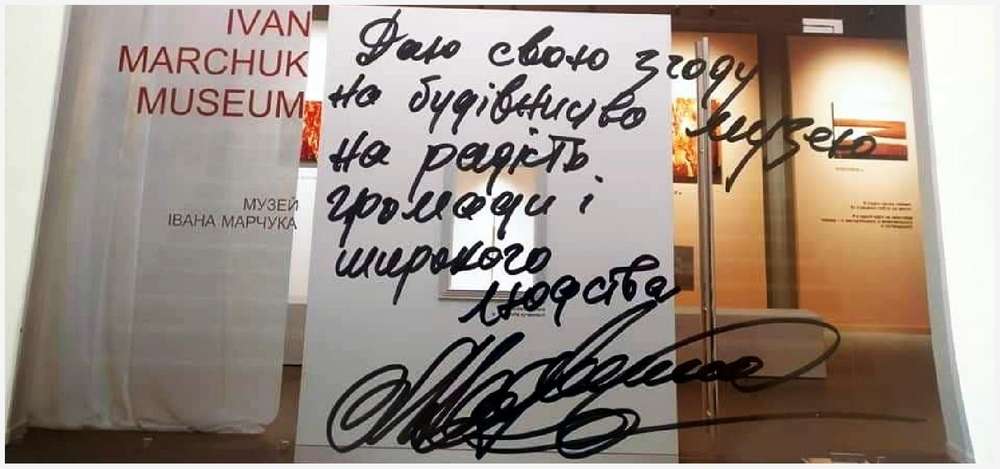 IVAN
MARCHUK
MUSEUM
МУЗЕЙ
ІВАНА МАРЧУКА
Даю свою згоду
на будівництво музею
на радість
громади і
широкого
людства